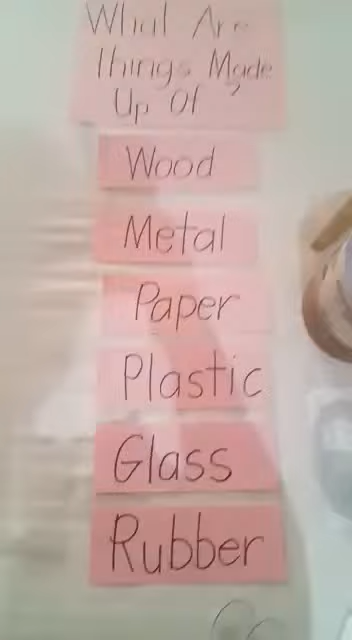 What Are
Things Made
Up Of ?
Wood
Metal
Paper
Plastic
Glass
Rubber